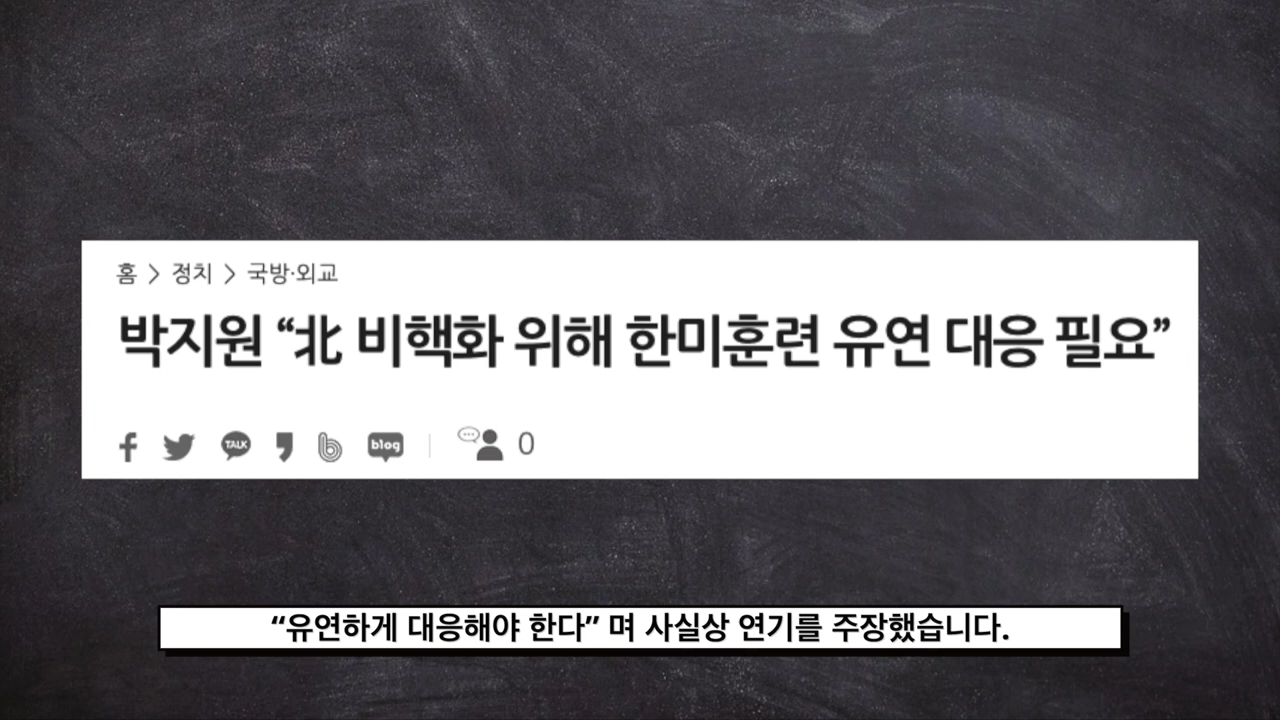 홈 > 정치 > 국방·외교
박지원 “北 비핵화 위해 한미훈련 유연 대응 필요”
TALK
blog
0
“유연하게 대응해야 한다” 며 사실상 연기를 주장했습니다.